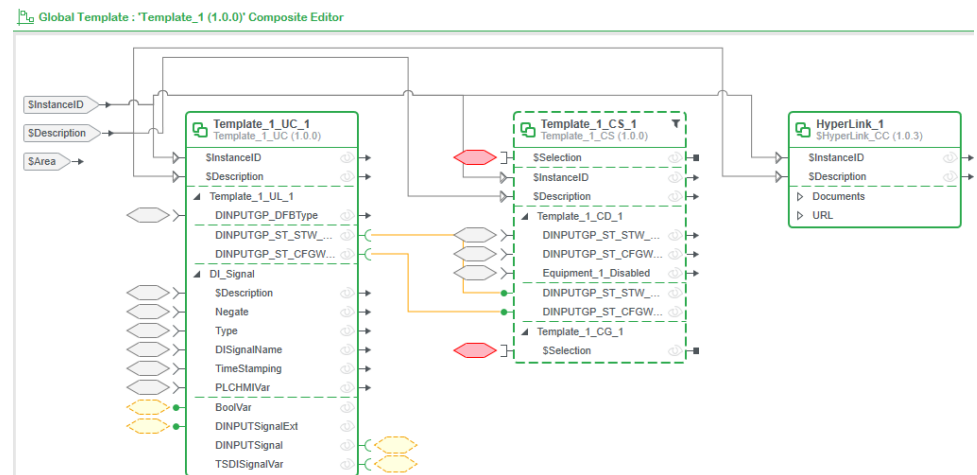 Global Template : 'Template_1 (1.0.0)' Composite Editor
$InstanceID
$Description
$Area
Template_1_UC_1
Template_1_UC (1.0.0)
$InstanceID
$Description
Template_1_UL_1
DINPUTGP_DFBType
DINPUTGP_ST_STW_...
DINPUTGP_ST_CFGW...
DI_Signal
$Description
Negate
Type
DISignalName
TimeStamping
PLCHMIVar
BoolVar
DINPUTSignalExt
DINPUTSignal
TSDISignalVar
Template_1_CS_1
Template_1_CS (1.0.0)
$Selection
$InstanceID
$Description
Template_1_CD_1
DINPUTGP_ST_STW_...
DINPUTGP_ST_CFGW...
Equipment_1_Disabled
DINPUTGP_ST_STW_...
DINPUTGP_ST_CFGW...
Template_1_CG_1
$Selection
HyperLink_1
$HyperLink_CC (1.0.3)
$InstanceID
$Description
Documents
URL